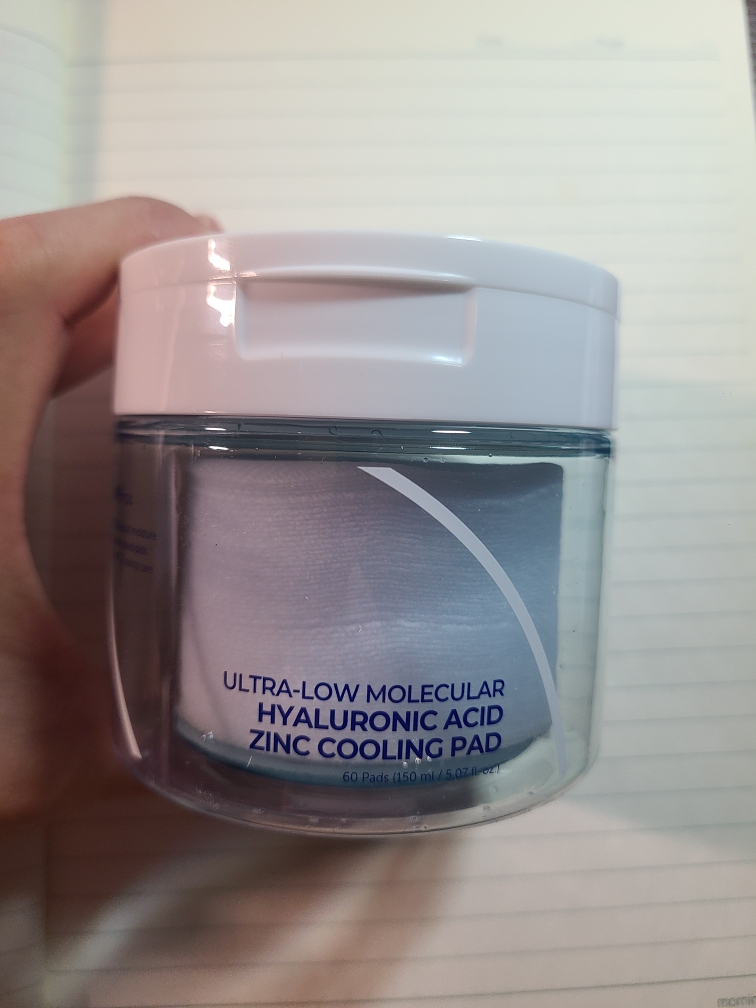 ULTRA-LOW MOLECULAR
HYALURONIC ACID
ZINC COOLING PAD
60 Pads (150 ml / 5.07 fl. oz)